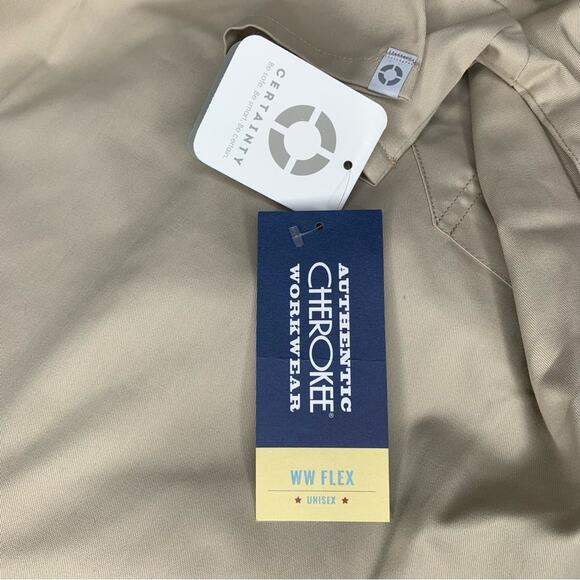 CERTAINTY
Be safe. Be smart. Be certain.
AUTHENTIC
CHEROKEE®
WORKWEAR
WW FLEX
★ UNISEX ★